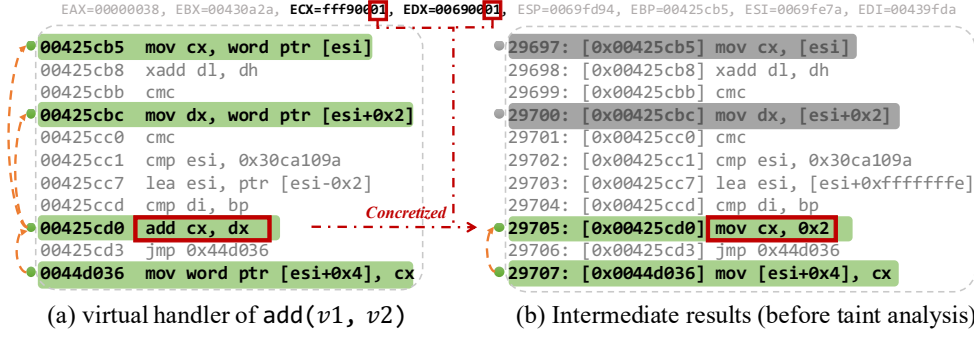 EAX=00000038, EBX=00430a2a, ECX=fff90001, EDX=00690001, ESP=0069fd94, EBP=00425cb5, ESI=0069fe7a, EDI=00439fda
00425cb5 mov cx, word ptr [esi]
00425cb8 xadd dl, dh
00425cbb cmc
00425cbc mov dx, word ptr [esi+0x2]
00425cc0 cmc
00425cc1 cmp esi, 0x30ca109a
00425cc7 lea esi, ptr [esi-0x2]
00425ccd cmp di, bp
00425cd0 add cx, dx
00425cd3 jmp 0x44d036
0044d036 mov word ptr [esi+0x4], cx
(a) virtual handler of add(v1, v2)
Concretized
29697: [0x00425cb5] mov cx, [esi]
29698: [0x00425cb8] xadd dl, dh
29699: [0x00425cbb] cmc
29700: [0x00425cbc] mov dx, [esi+0x2]
29701: [0x00425cc0] cmc
29702: [0x00425cc1] cmp esi, 0x30ca109a
29703: [0x00425cc7] lea esi, [esi+0xfffffffe]
29704: [0x00425ccd] cmp di, bp
29705: [0x00425cd0] mov cx, 0x2
29706: [0x00425cd3] jmp 0x44d036
29707: [0x0044d036] mov [esi+0x4], cx
(b) Intermediate results (before taint analysis)